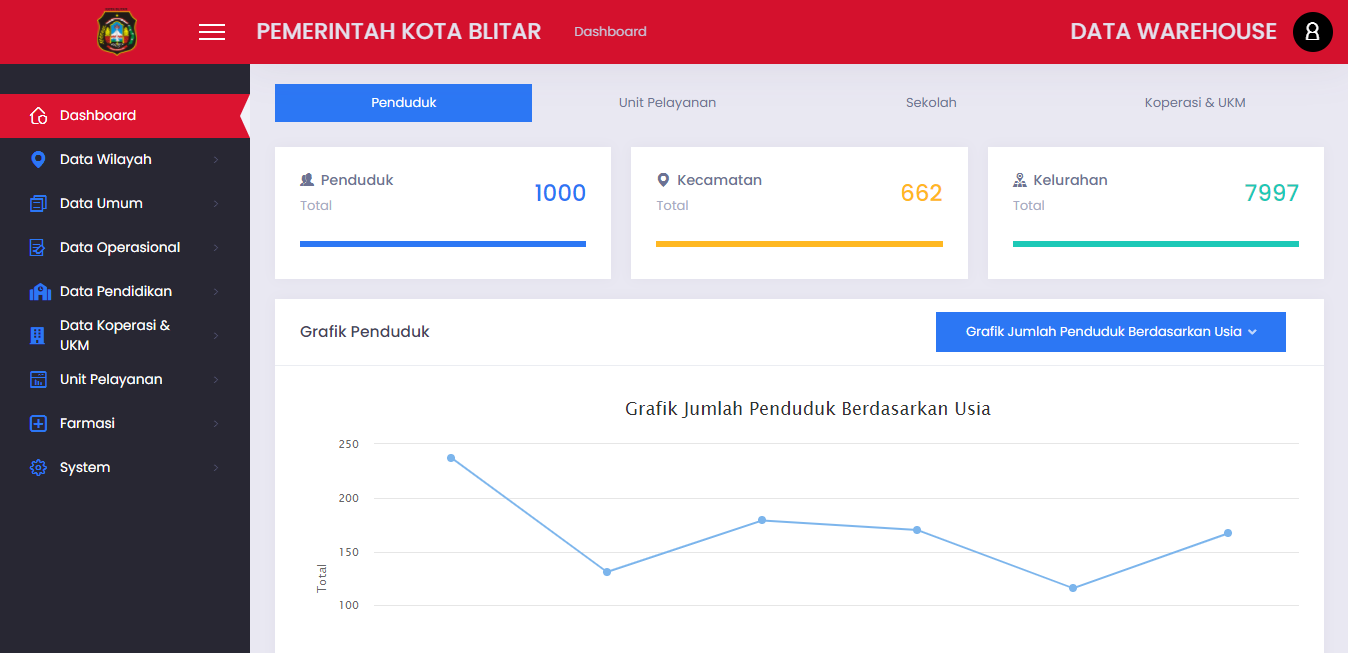 PEMERINTAH KOTA BLITAR
Dashboard
DATA WAREHOUSE
Dashboard
Data Wilayah
Data Umum
Data Operasional
Data Pendidikan
Data Koperasi &
UKM
Unit Pelayanan
Farmasi
System
Penduduk
Unit Pelayanan
Sekolah
Koperasi & UKM
Penduduk
Total
1000
Kecamatan
Total
662
Kelurahan
Total
7997
Grafik Penduduk
Grafik Jumlah Penduduk Berdasarkan Usia
Grafik Jumlah Penduduk Berdasarkan Usia
250
200
150
100
Total